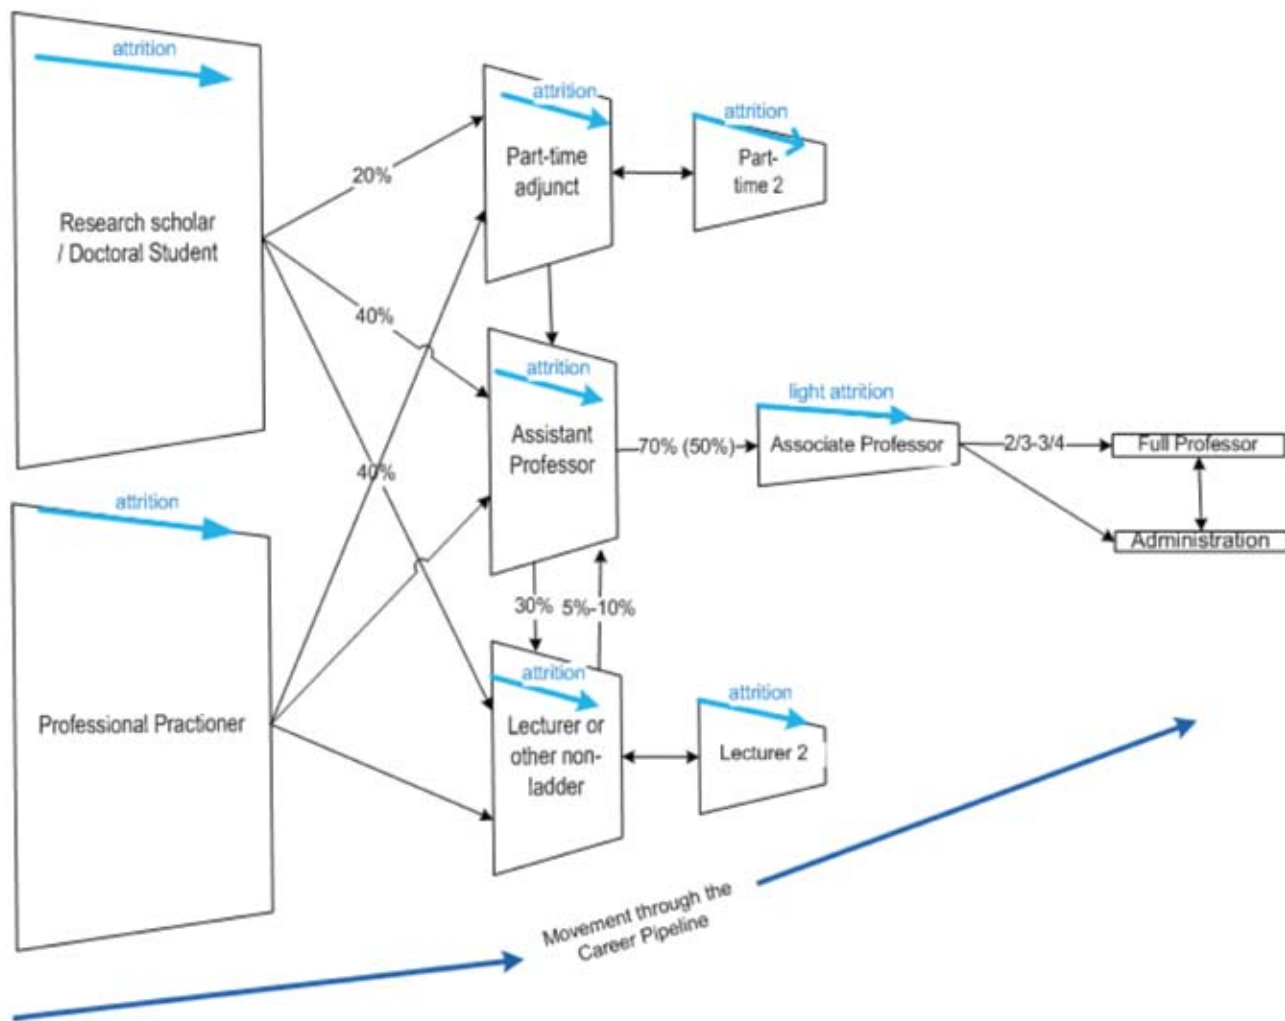 attrition
Research scholar
/ Doctoral Student
attrition
Professional Practioner
20%
40%
40%
attrition
Part-time
adjunct
attrition
Part-
time 2
attrition
Assistant
Professor
70% (50%)
light attrition
Associate Professor
2/3-3/4
Full Professor
Administration
30%
5%-10%
attrition
Lecturer or
other non-
ladder
attrition
Lecturer 2
Movement through the
Career Pipeline